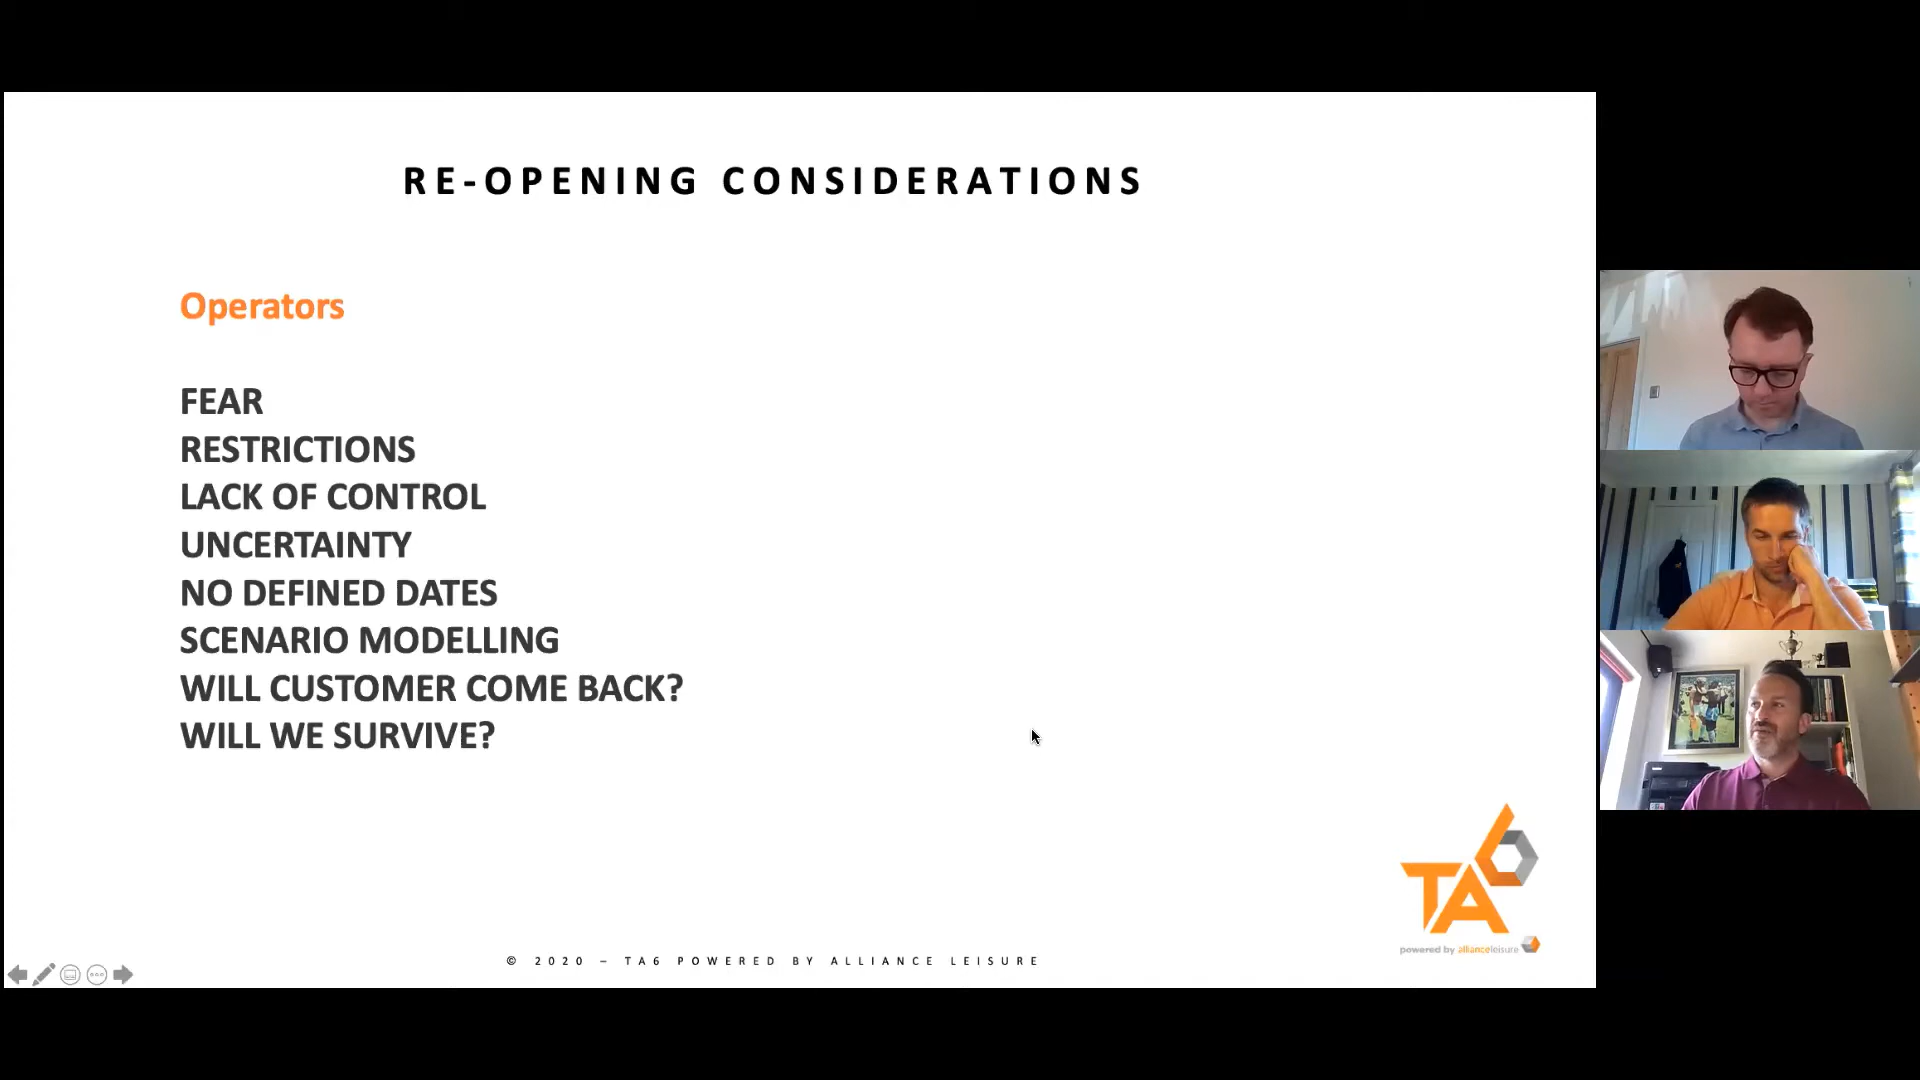 RE-OPENING CONSIDERATIONS
Operators
FEAR
RESTRICTIONS
LACK OF CONTROL
UNCERTAINTY
NO DEFINED DATES
SCENARIO MODELLING
WILL CUSTOMER COME BACK?
WILL WE SURVIVE?
TA6
powered by allianceleisure
© 2020 – TA6 POWERED BY ALLIANCE LEISURE